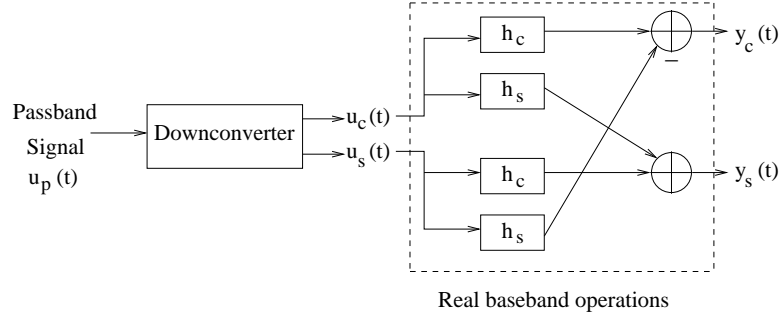 Passband
Signal
u_p(t)
Downconverter
u_c(t)
u_s(t)
h_c
h_s
h_c
h_s
−
y_c(t)
y_s(t)
Real baseband operations